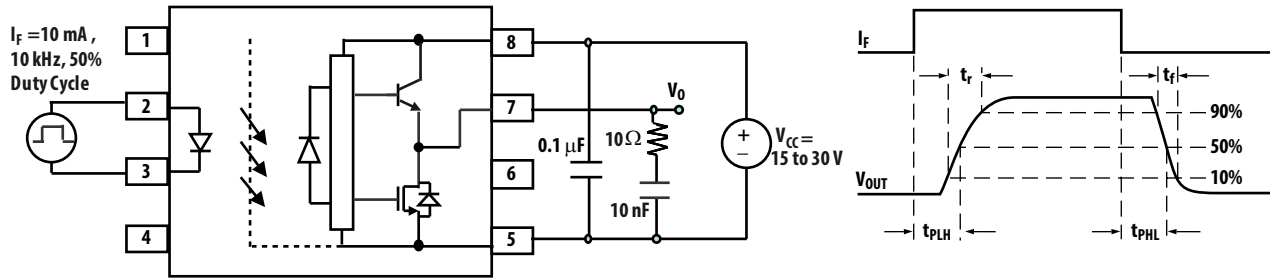 I_F = 10 mA ,
10 kHz, 50%
Duty Cycle
1
2
3
4
8
7
6
5
V_O
0.1 μF
10Ω
10 nF
+
−
V_CC =
15 to 30 V
I_F
t_r
t_f
90%
50%
10%
V_OUT
t_PLH
t_PHL